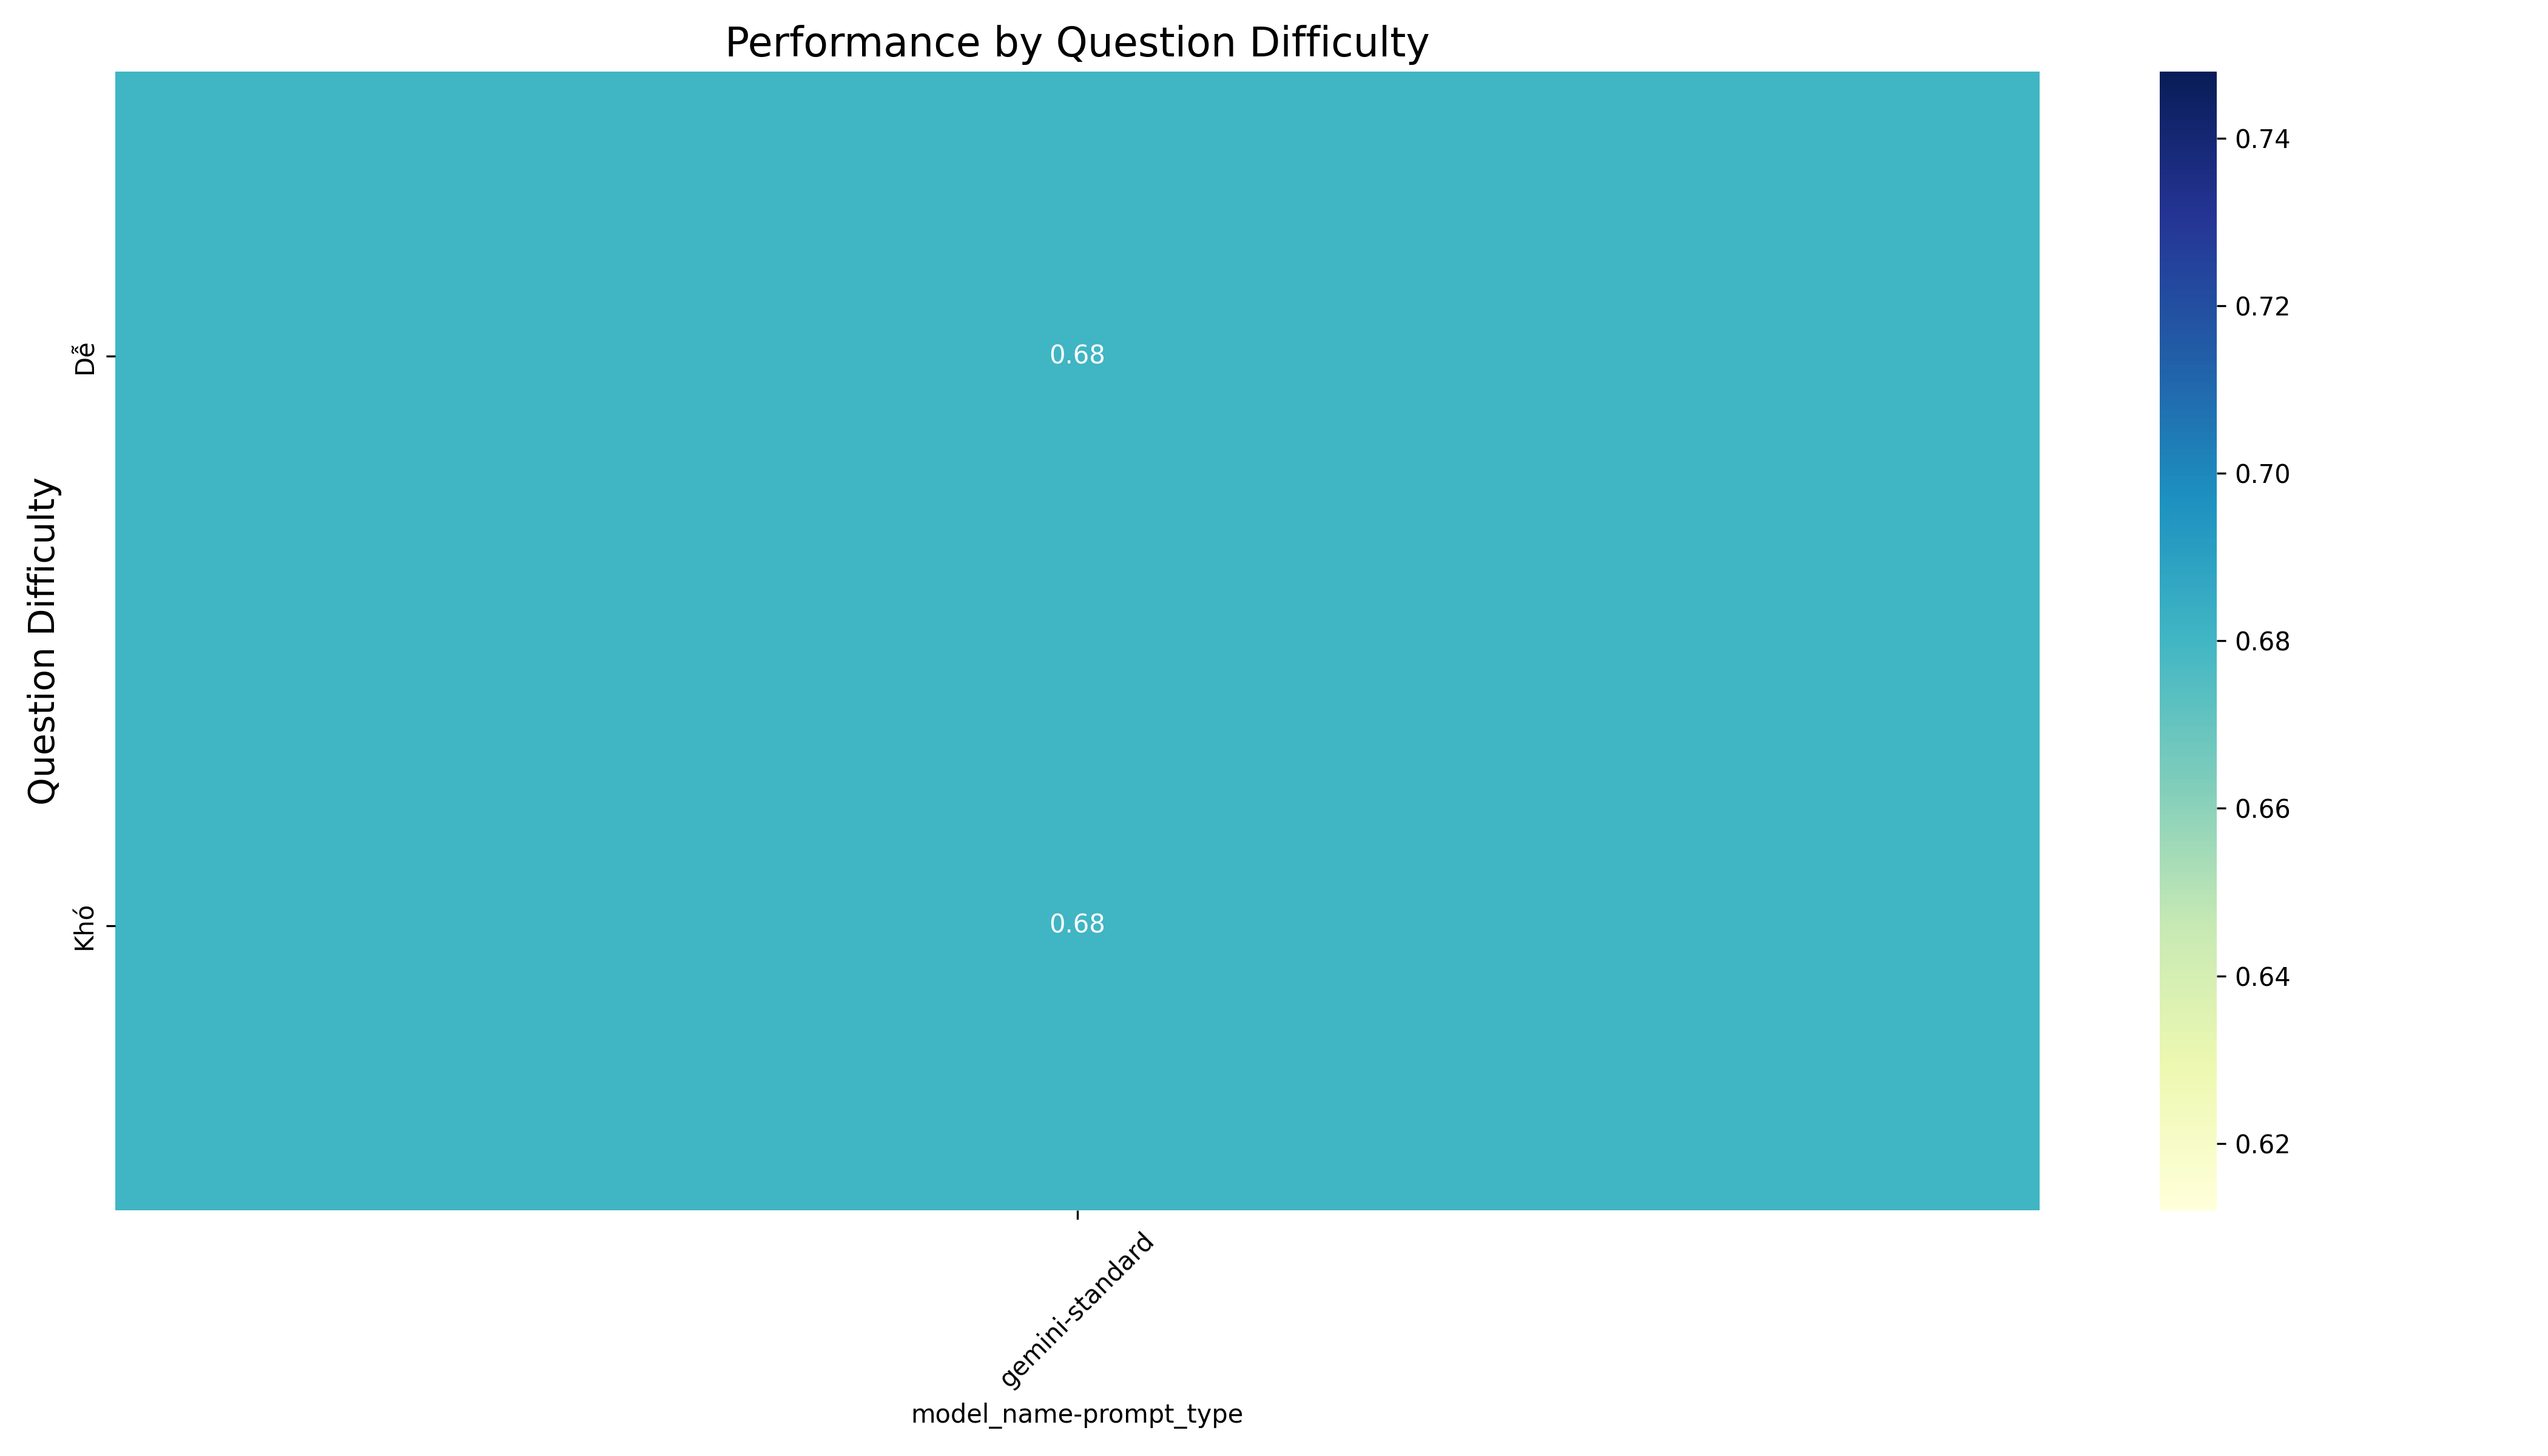 Performance by Question Difficulty
Question Difficulty
Dễ
Khó
0.68
0.68
gemini-standard
model_name-prompt_type
0.74
0.72
0.70
0.68
0.66
0.64
0.62